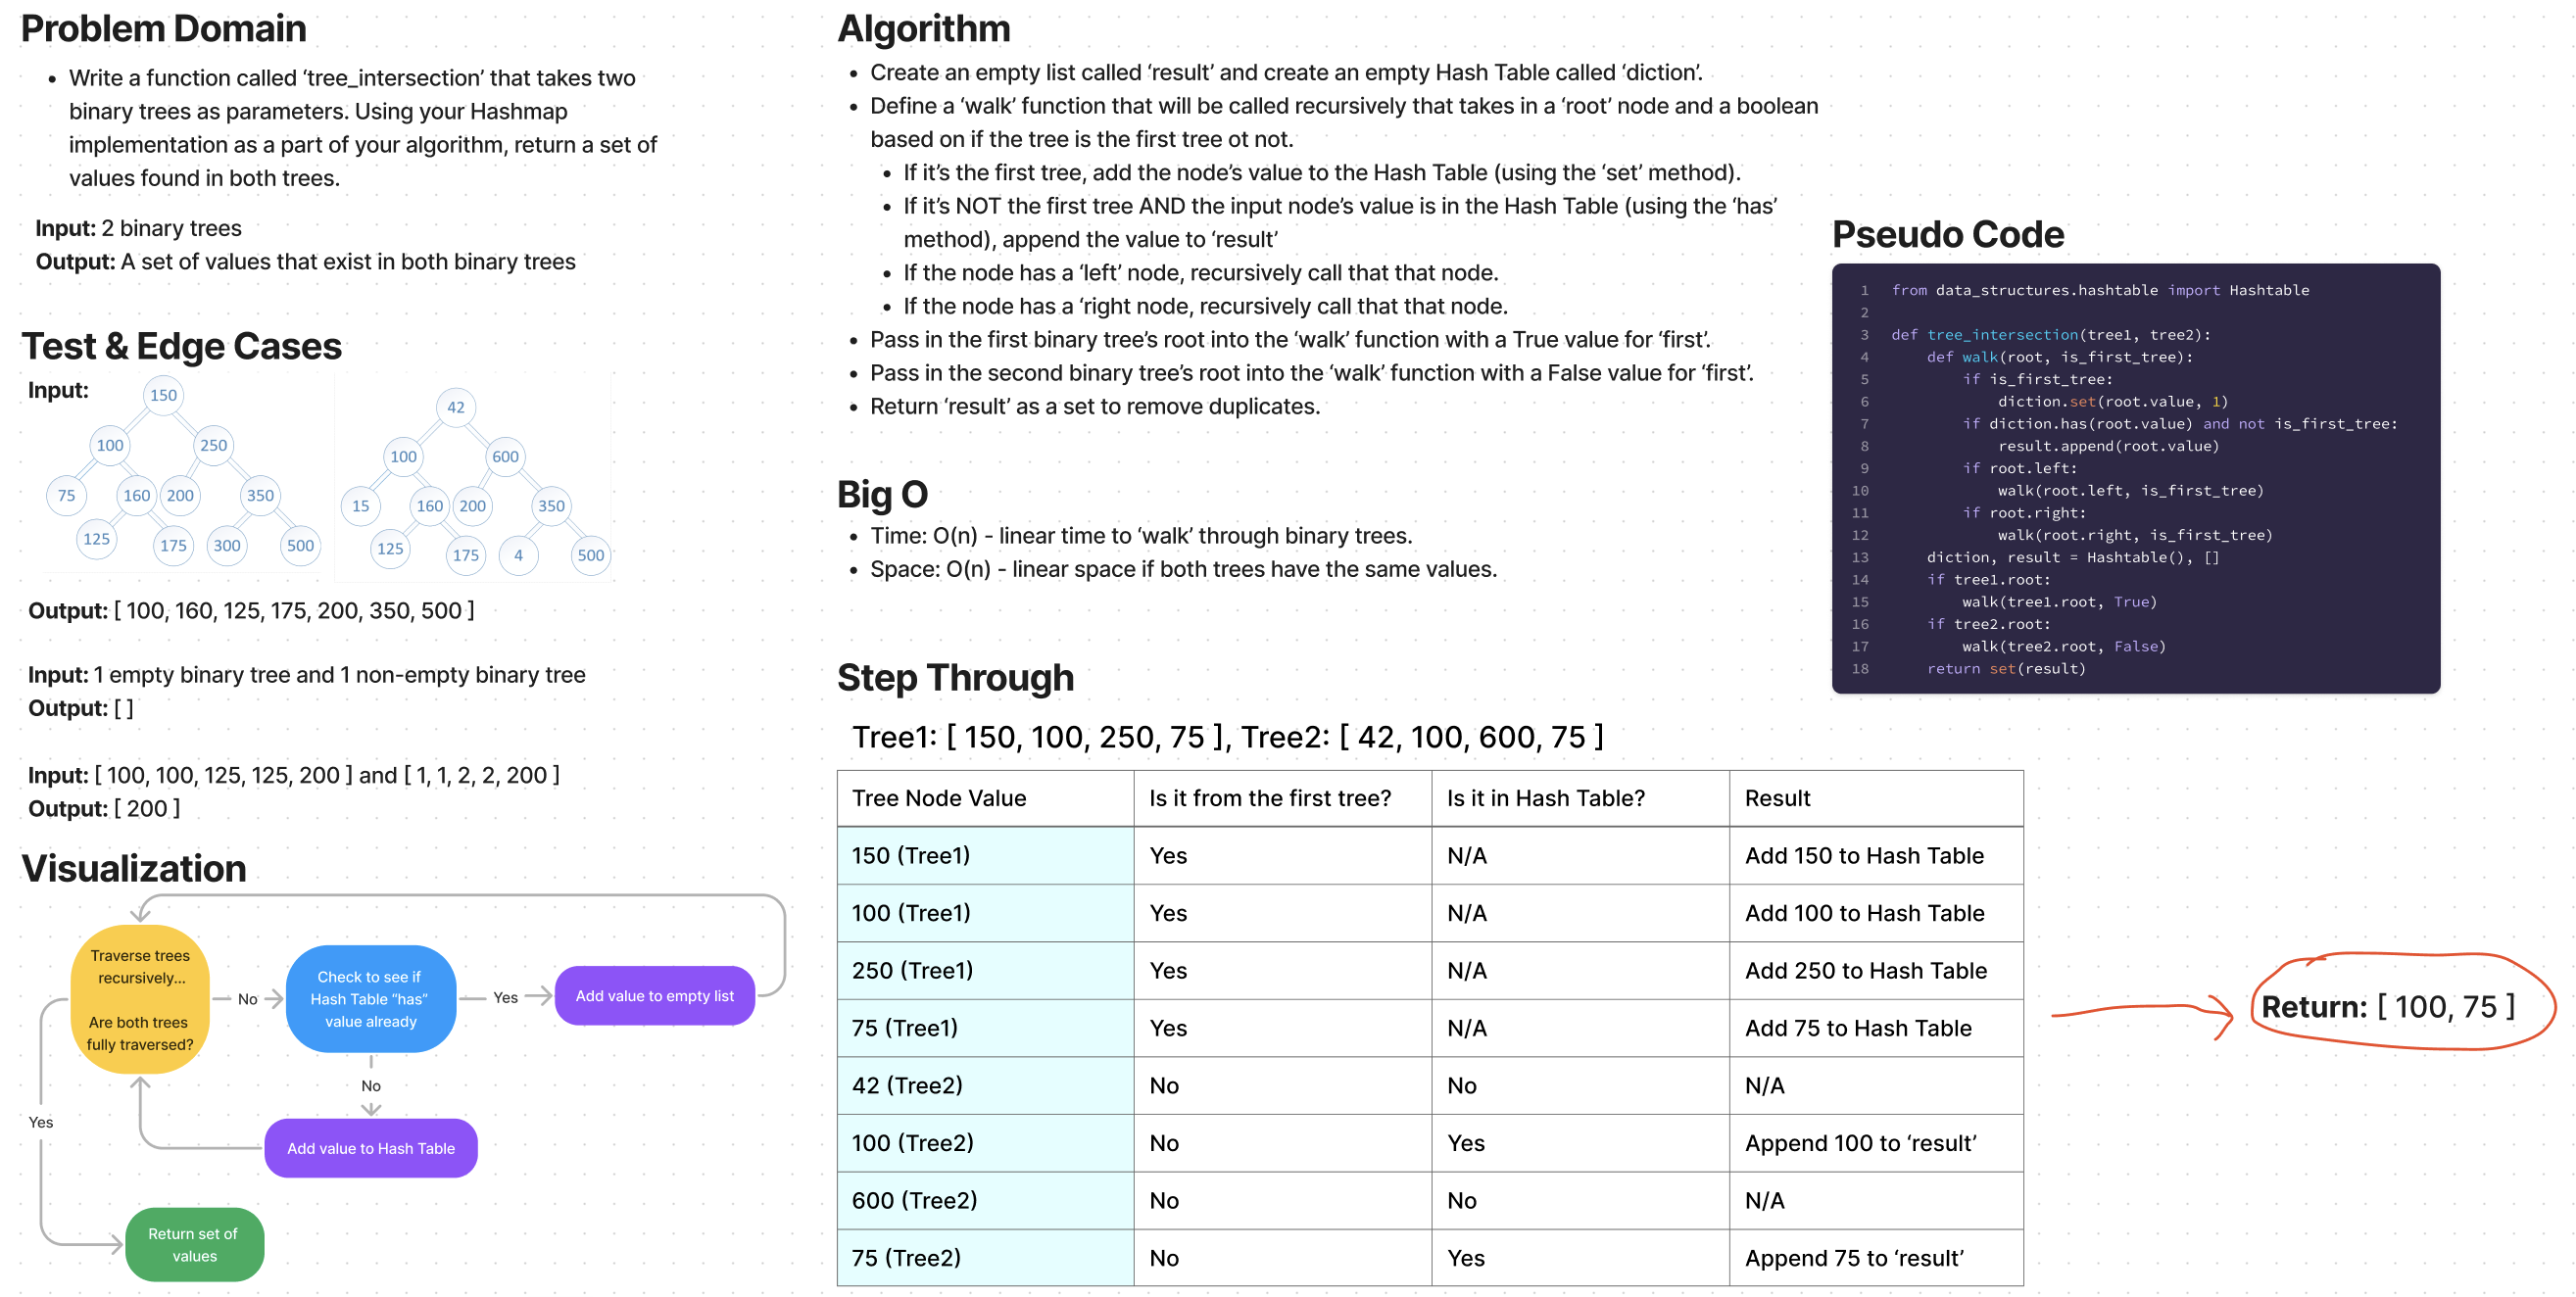 Problem Domain
• Write a function called ‘tree_intersection’ that takes two
binary trees as parameters. Using your Hashmap
implementation as a part of your algorithm, return a set of
values found in both trees.
Input: 2 binary trees
Output: A set of values that exist in both binary trees
Test & Edge Cases
Input:
150
100 250
75 160 200 350
125 175 300 500
42
100 600
15 160 200 350
125 175 4 500
Output: [ 100, 160, 125, 175, 200, 350, 500 ]
Input: 1 empty binary tree and 1 non-empty binary tree
Output: [ ]
Input: [ 100, 100, 125, 125, 200 ] and [ 1, 1, 2, 2, 200 ]
Output: [ 200 ]
Visualization
Traverse trees
recursively...
Are both trees
fully traversed?
No
Check to see if
Hash Table “has”
value already
Yes
Add value to empty list
No
Add value to Hash Table
Yes
Return set of
values
Algorithm
• Create an empty list called ‘result’ and create an empty Hash Table called ‘diction’.
• Define a ‘walk’ function that will be called recursively that takes in a ‘root’ node and a boolean
based on if the tree is the first tree ot not.
• If it’s the first tree, add the node’s value to the Hash Table (using the ‘set’ method).
• If it’s NOT the first tree AND the input node’s value is in the Hash Table (using the ‘has’
method), append the value to ‘result’
• If the node has a ‘left’ node, recursively call that that node.
• If the node has a ‘right node, recursively call that that node.
• Pass in the first binary tree’s root into the ‘walk’ function with a True value for ‘first’.
• Pass in the second binary tree’s root into the ‘walk’ function with a False value for ‘first’.
• Return ‘result’ as a set to remove duplicates.
Big O
• Time: O(n) - linear time to ‘walk’ through binary trees.
• Space: O(n) - linear space if both trees have the same values.
Pseudo Code
1 from data_structures.hashtable import Hashtable
2
3 def tree_intersection(tree1, tree2):
4     def walk(root, is_first_tree):
5         if is_first_tree:
6             diction.set(root.value, 1)
7         if diction.has(root.value) and not is_first_tree:
8             result.append(root.value)
9         if root.left:
10             walk(root.left, is_first_tree)
11         if root.right:
12             walk(root.right, is_first_tree)
13     diction, result = Hashtable(), []
14     if tree1.root:
15         walk(tree1.root, True)
16     if tree2.root:
17         walk(tree2.root, False)
18     return set(result)
Step Through
Tree1: [ 150, 100, 250, 75 ], Tree2: [ 42, 100, 600, 75 ]
Tree Node Value Is it from the first tree? Is it in Hash Table? Result
150 (Tree1) Yes N/A Add 150 to Hash Table
100 (Tree1) Yes N/A Add 100 to Hash Table
250 (Tree1) Yes N/A Add 250 to Hash Table
75 (Tree1) Yes N/A Add 75 to Hash Table
42 (Tree2) No No N/A
100 (Tree2) No Yes Append 100 to ‘result’
600 (Tree2) No No N/A
75 (Tree2) No Yes Append 75 to ‘result’
Return: [ 100, 75 ]